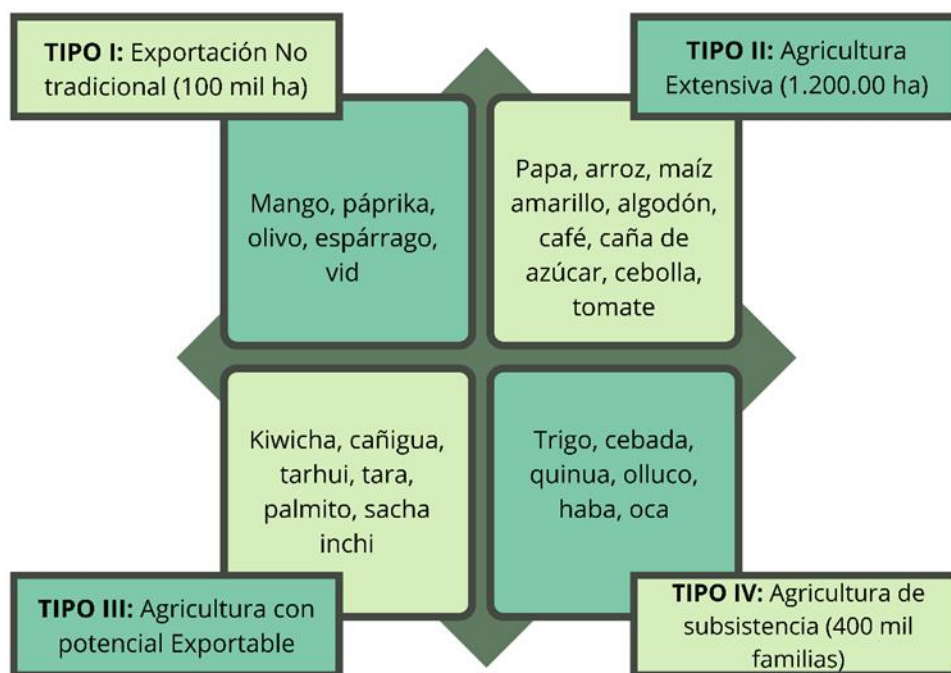 TIPO I: Exportación No
tradicional (100 mil ha)
TIPO II: Agricultura
Extensiva (1.200.00 ha)
Mango, páprika,
olivo, espárrago,
vid
Papa, arroz, maíz
amarillo, algodón,
café, caña de
azúcar, cebolla,
tomate
Kiwicha, cañigua,
tarhui, tara,
palmito, sacha
inchi
Trigo, cebada,
quinua, olluco,
haba, oca
TIPO III: Agricultura con
potencial Exportable
TIPO IV: Agricultura de
subsistencia (400 mil
familias)